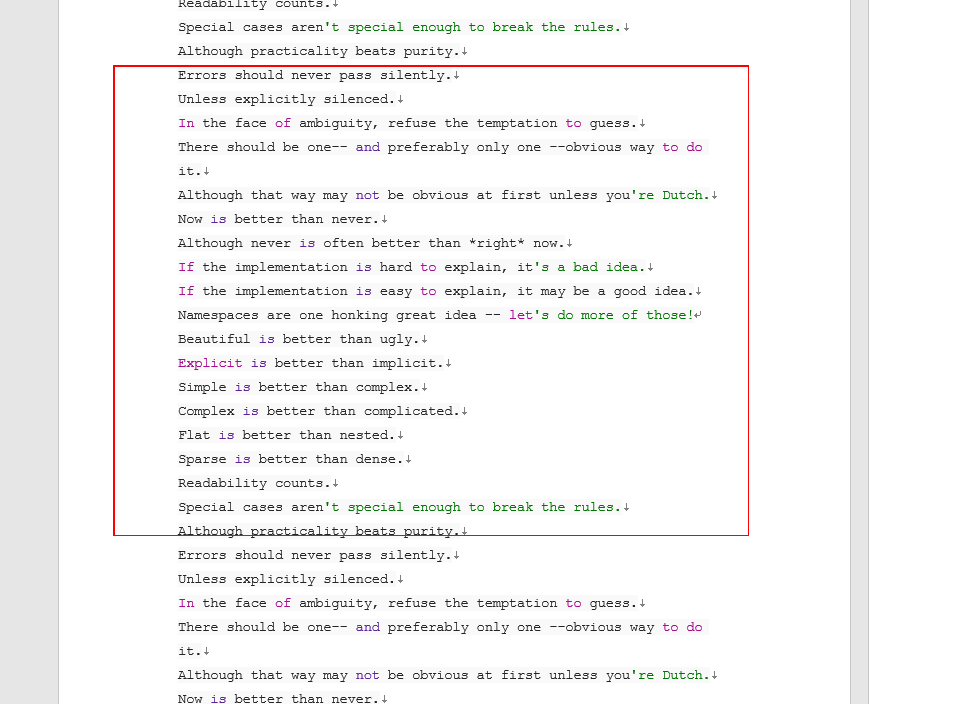 Readability counts.↓
Special cases aren't special enough to break the rules.↓
Although practicality beats purity.↓
Errors should never pass silently.↓
Unless explicitly silenced.↓
In the face of ambiguity, refuse the temptation to guess.↓
There should be one-- and preferably only one --obvious way to do
it.↓
Although that way may not be obvious at first unless you're Dutch.↓
Now is better than never.↓
Although never is often better than *right* now.↓
If the implementation is hard to explain, it's a bad idea.↓
If the implementation is easy to explain, it may be a good idea.↓
Namespaces are one honking great idea -- let's do more of those!↵
Beautiful is better than ugly.↓
Explicit is better than implicit.↓
Simple is better than complex.↓
Complex is better than complicated.↓
Flat is better than nested.↓
Sparse is better than dense.↓
Readability counts.↓
Special cases aren't special enough to break the rules.↓
Although practicality beats purity.↓
Errors should never pass silently.↓
Unless explicitly silenced.↓
In the face of ambiguity, refuse the temptation to guess.↓
There should be one-- and preferably only one --obvious way to do
it.↓
Although that way may not be obvious at first unless you're Dutch.↓
Now is better than never.↓